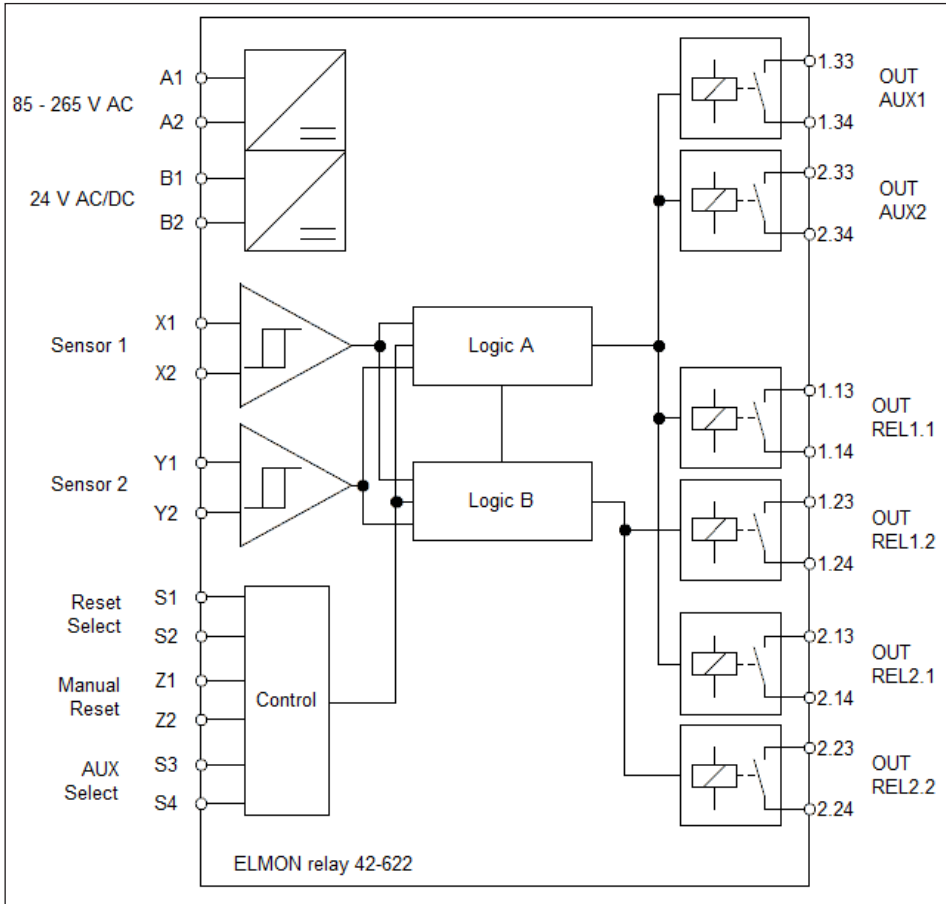 A1
85 - 265 V AC
A2
B1
24 V AC/DC
B2
X1
Sensor 1
X2
Y1
Sensor 2
Y2
S1
Reset
Select
S2
Z1
Manual
Reset
Z2
S3
AUX
Select
S4
Control
Logic A
Logic B
1.33
OUT
AUX1
1.34
2.33
OUT
AUX2
2.34
1.13
OUT
REL1.1
1.14
1.23
OUT
REL1.2
1.24
2.13
OUT
REL2.1
2.14
2.23
OUT
REL2.2
2.24
ELMON relay 42-622